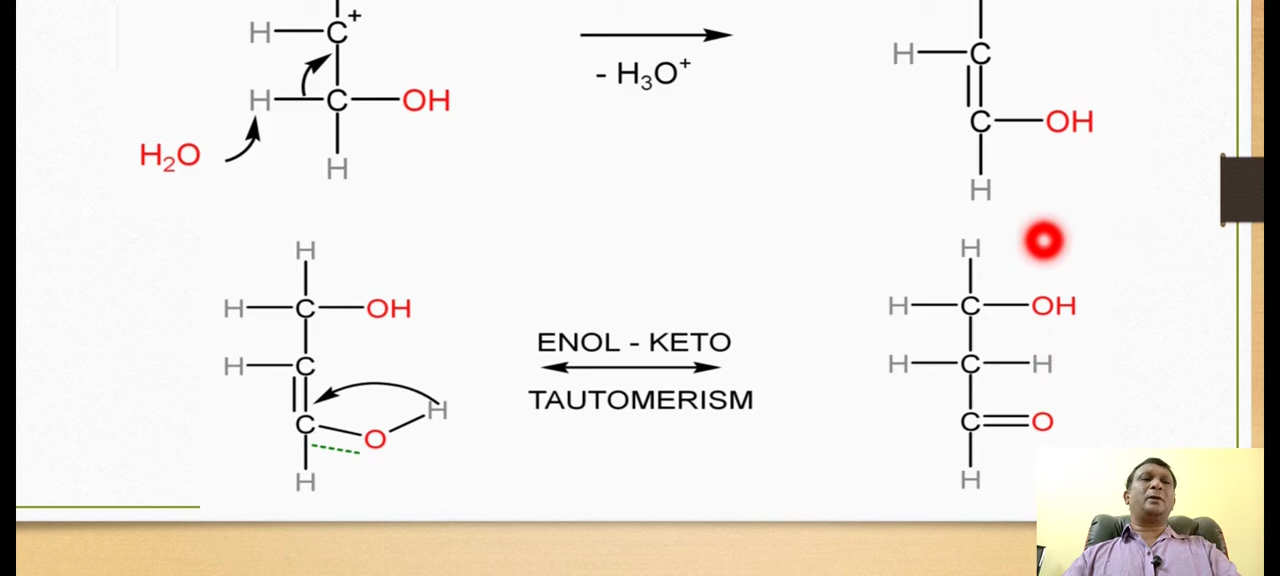 H C +
H C OH
H
H₂O
- H₃O⁺
H C
C OH
H
H
H C OH
H C
C O H
H
ENOL - KETO
TAUTOMERISM
H
H C OH
H C H
C O
H